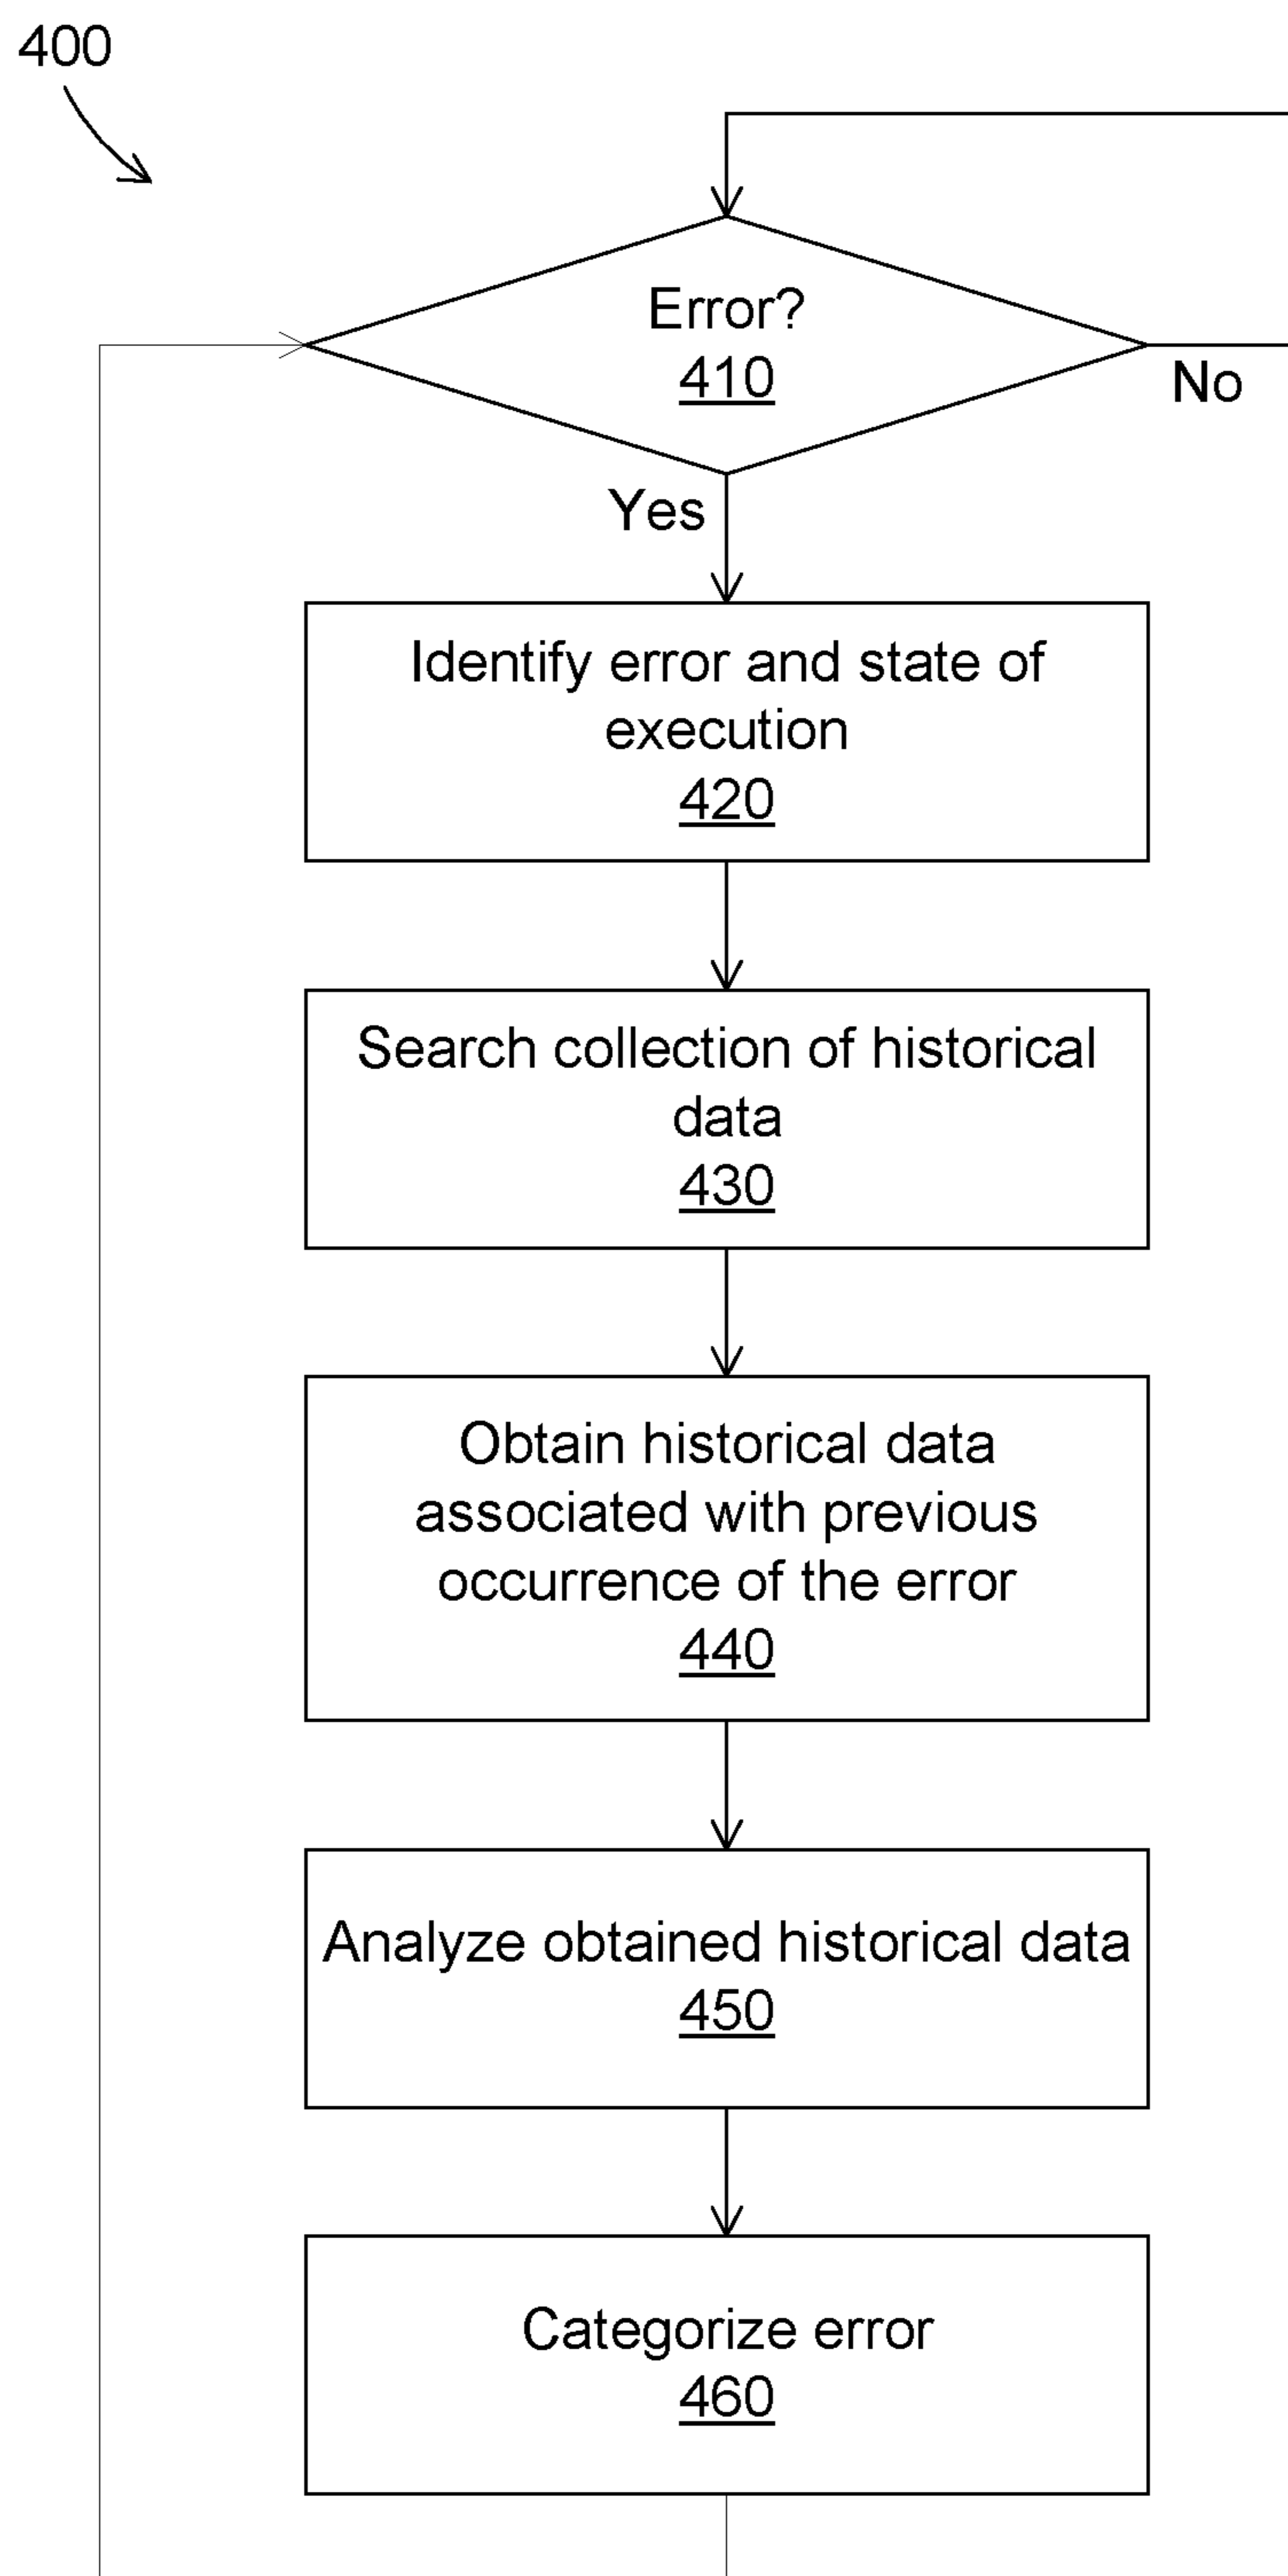 400
Error?
410
No
Yes
Identify error and state of
execution
420
Search collection of historical
data
430
Obtain historical data
associated with previous
occurrence of the error
440
Analyze obtained historical data
450
Categorize error
460